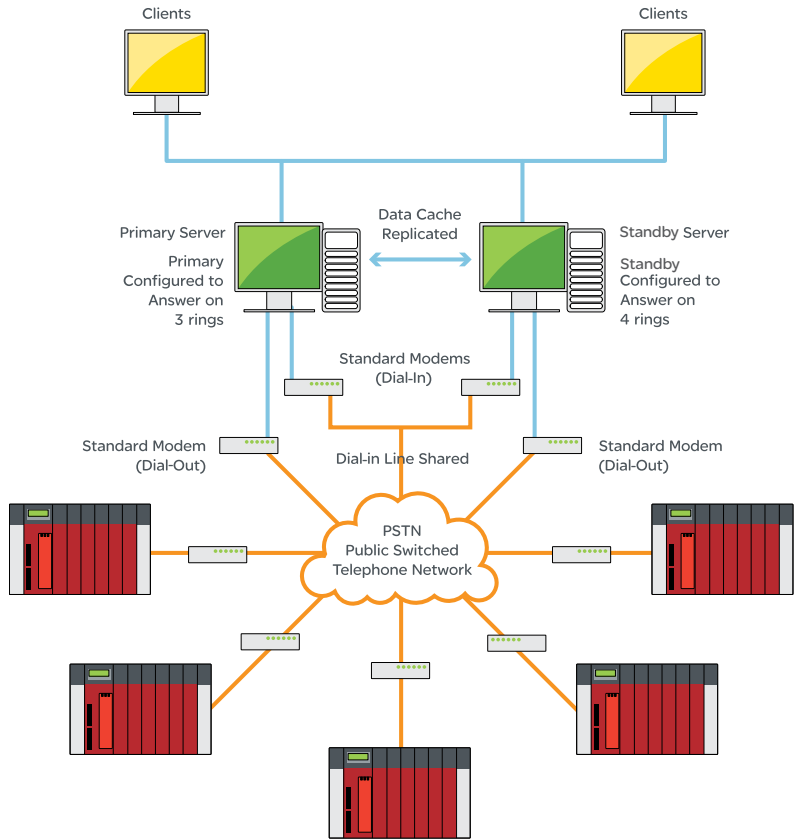 Clients
Clients
Primary Server
Primary
Configured to
Answer on
3 rings
Data Cache
Replicated
Standby Server
Standby
Configured to
Answer on
4 rings
Standard Modems
(Dial-In)
Standard Modem
(Dial-Out)
Dial-in Line Shared
Standard Modem
(Dial-Out)
PSTN
Public Switched
Telephone Network